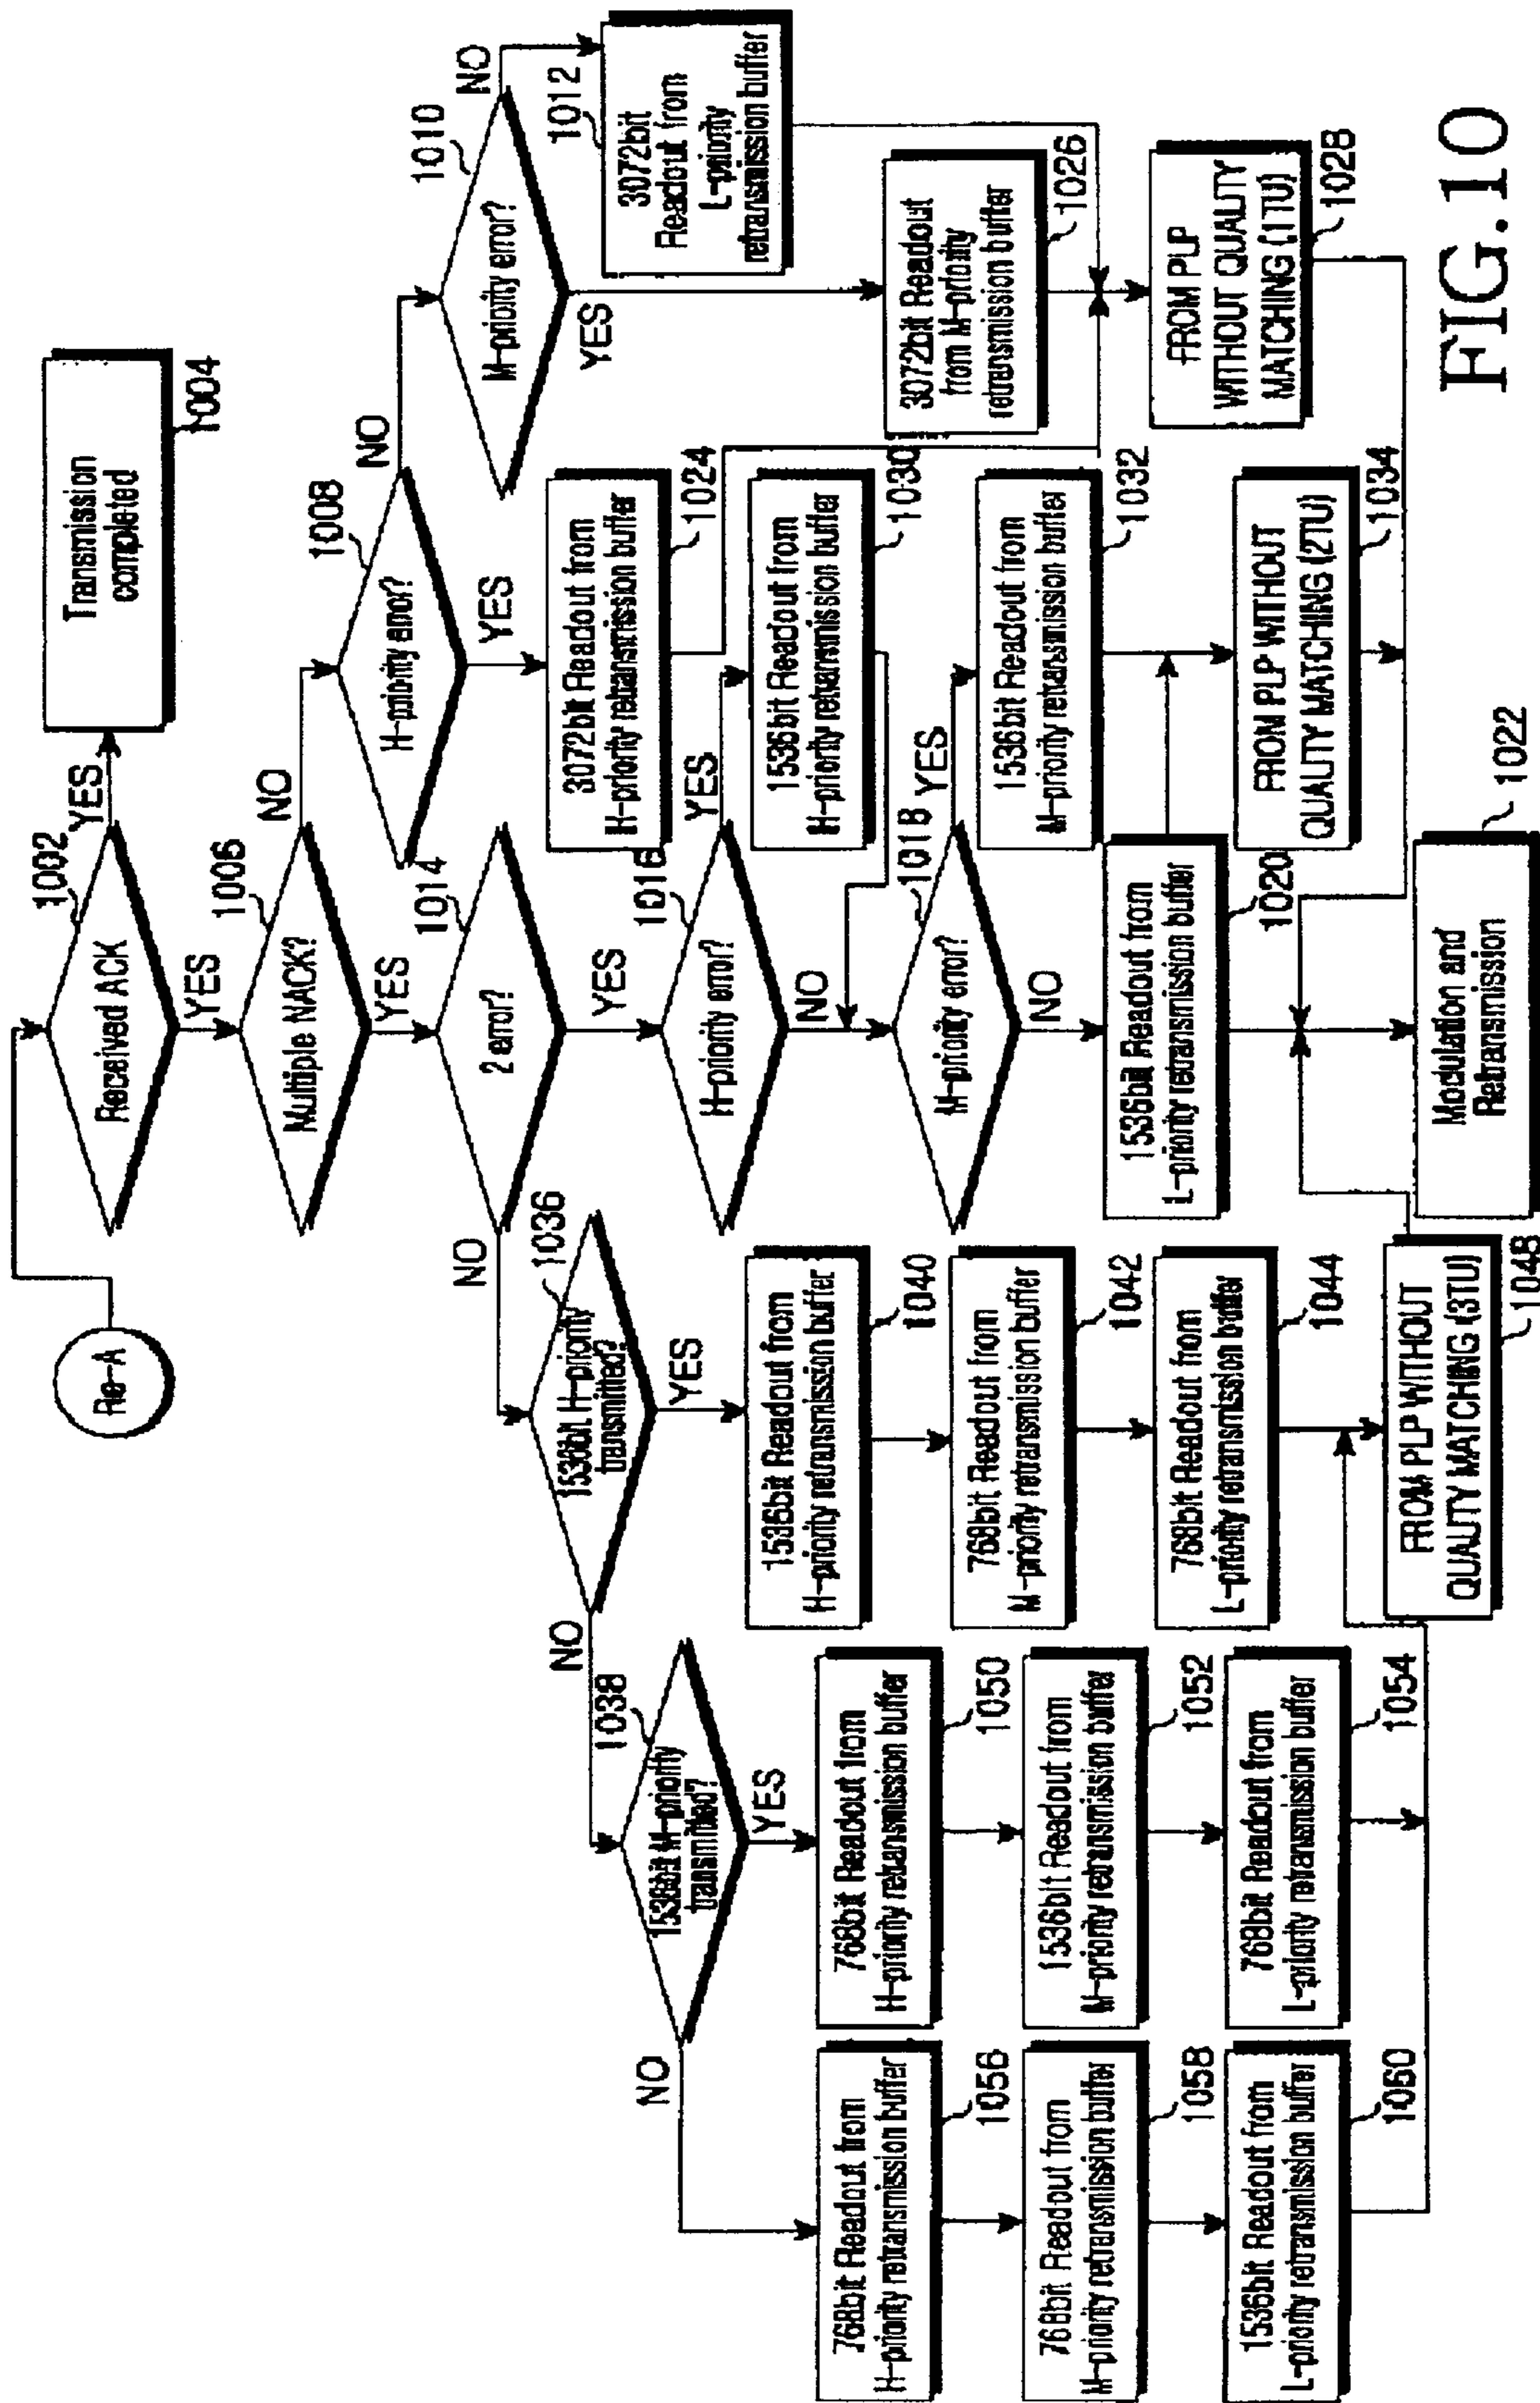 Re-A
Received ACK
1002
YES
Transmission
completed
1004
YES
Multiple NACK?
1006
NO
H-priority error?
1008
NO
M-priority error?
1010
NO
1012
3072bit
Readout from
L-priority
retransmission buffer
YES
2 error?
1014
YES
3072bit Readout from
H-priority retransmission buffer
1024
YES
3072bit Readout
from M-priority
retransmission buffer
1026
FROM PLP
WITHOUT QUALITY
MATCHING (1TU)
1028
NO
YES
H-priority error?
1016
YES
1536bit Readout from
H-priority retransmission buffer
1030
NO
M-priority error?
1018
YES
1536bit Readout from
M-priority retransmission buffer
1032
NO
1536bit Readout from
L-priority retransmission buffer
1020
FROM PLP WITHOUT
QUALITY MATCHING (2TU)
1034
Modulation and
Retransmission
1022
1536bit H-priority
transmitted?
1036
YES
1536bit Readout from
H-priority retransmission buffer
1040
768bit Readout from
M-priority retransmission buffer
1042
768bit Readout from
L-priority retransmission buffer
1044
FROM PLP WITHOUT
QUALITY MATCHING (3TU)
1048
NO
1536bit M-priority
transmitted?
1038
YES
768bit Readout from
H-priority retransmission buffer
1050
1536bit Readout from
M-priority retransmission buffer
1052
768bit Readout from
L-priority retransmission buffer
1054
NO
768bit Readout from
H-priority retransmission buffer
1056
768bit Readout from
M-priority retransmission buffer
1058
1536bit Readout from
L-priority retransmission buffer
1060
FIG.10